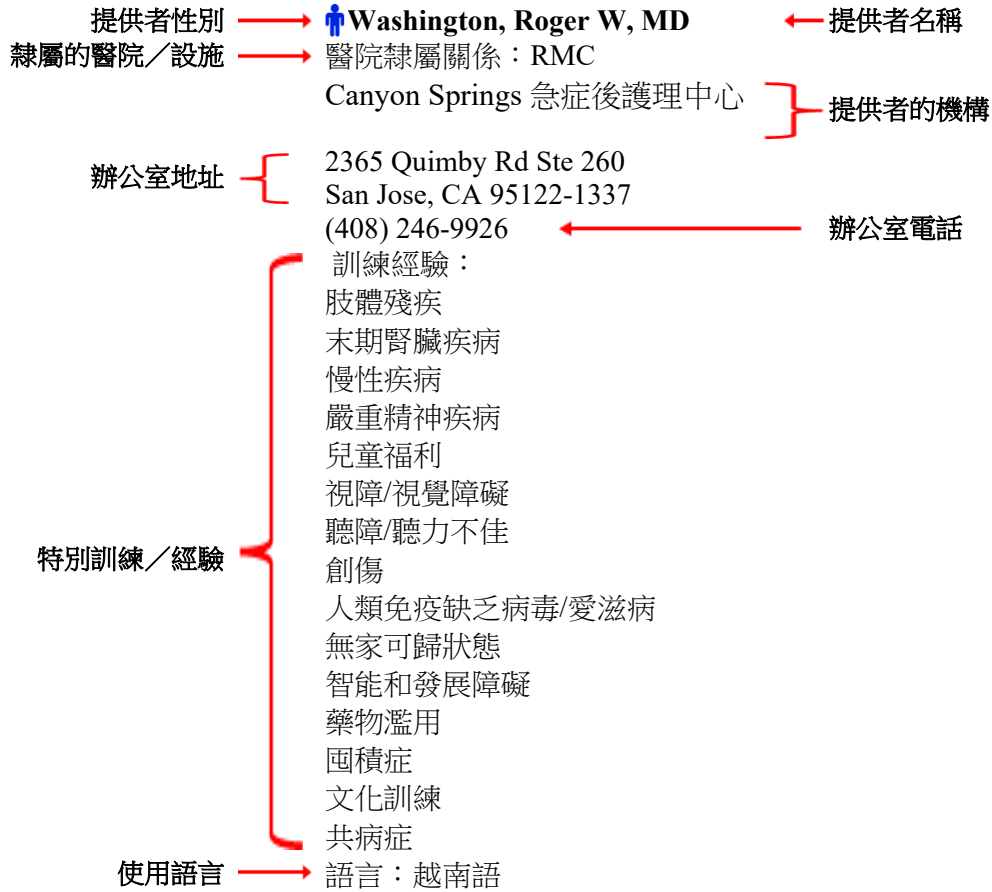 提供者性別 Washington, Roger W, MD 提供者名稱
隸屬的醫院／設施 醫院隸屬關係：RMC
Canyon Springs 急症後護理中心
提供者的機構
辦公室地址
2365 Quimby Rd Ste 260
San Jose, CA 95122-1337
(408) 246-9926 辦公室電話
訓練經驗：
肢體殘疾
末期腎臟疾病
慢性疾病
嚴重精神疾病
兒童福利
視障/視覺障礙
聽障/聽力不佳
特別訓練／經驗
創傷
人類免疫缺乏病毒/愛滋病
無家可歸狀態
智能和發展障礙
藥物濫用
囤積症
文化訓練
共病症
使用語言 語言：越南語